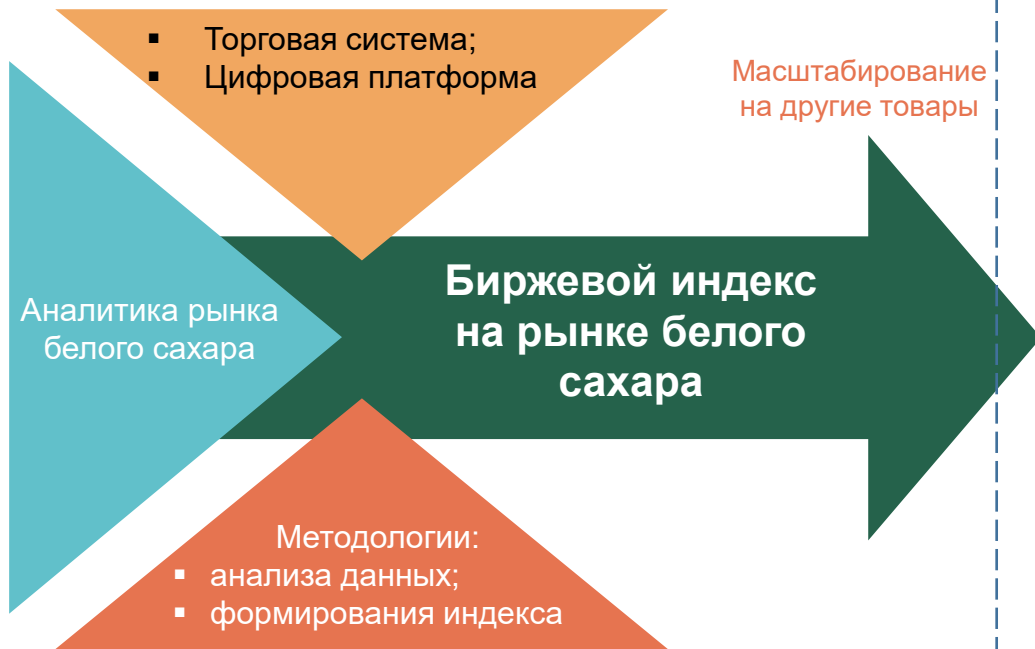 ▪ Торговая система;
▪ Цифровая платформа
Масштабирование
на другие товары
Аналитика рынка
белого сахара
Биржевой индекс
на рынке белого
сахара
Методологии:
▪ анализа данных;
▪ формирования индекса